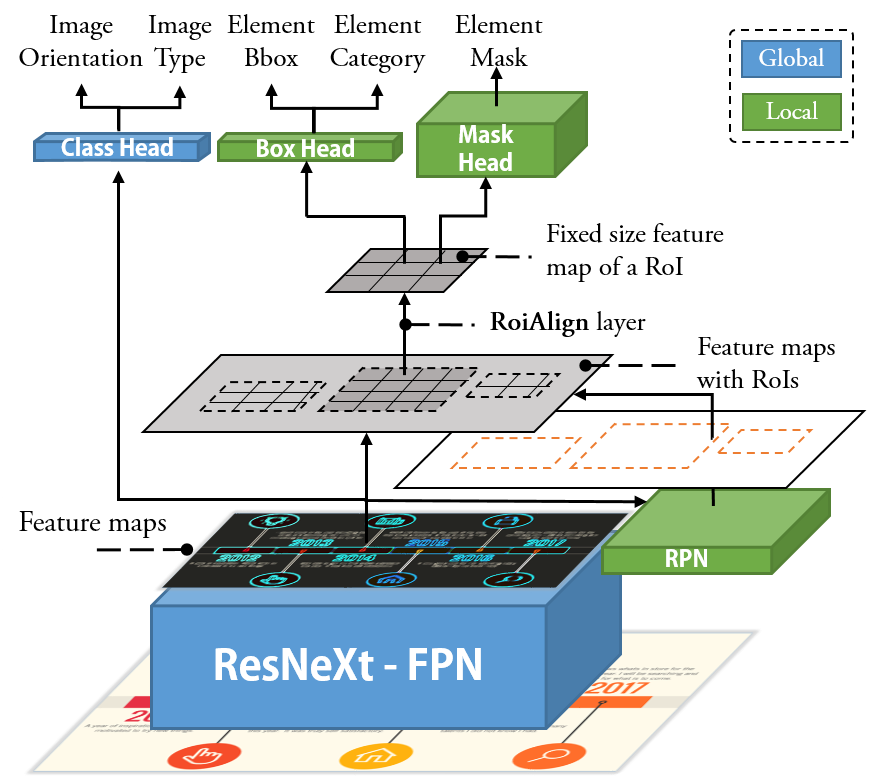 Image Orientation
Image Type
Element Bbox
Element Category
Element Mask
Global
Local
Class Head
Box Head
Mask Head
Fixed size feature
map of a RoI
RoiAlign layer
Feature maps
with RoIs
Feature maps
2013
2015
2017
2012
2014
2016
RPN
ResNeXt - FPN
2017